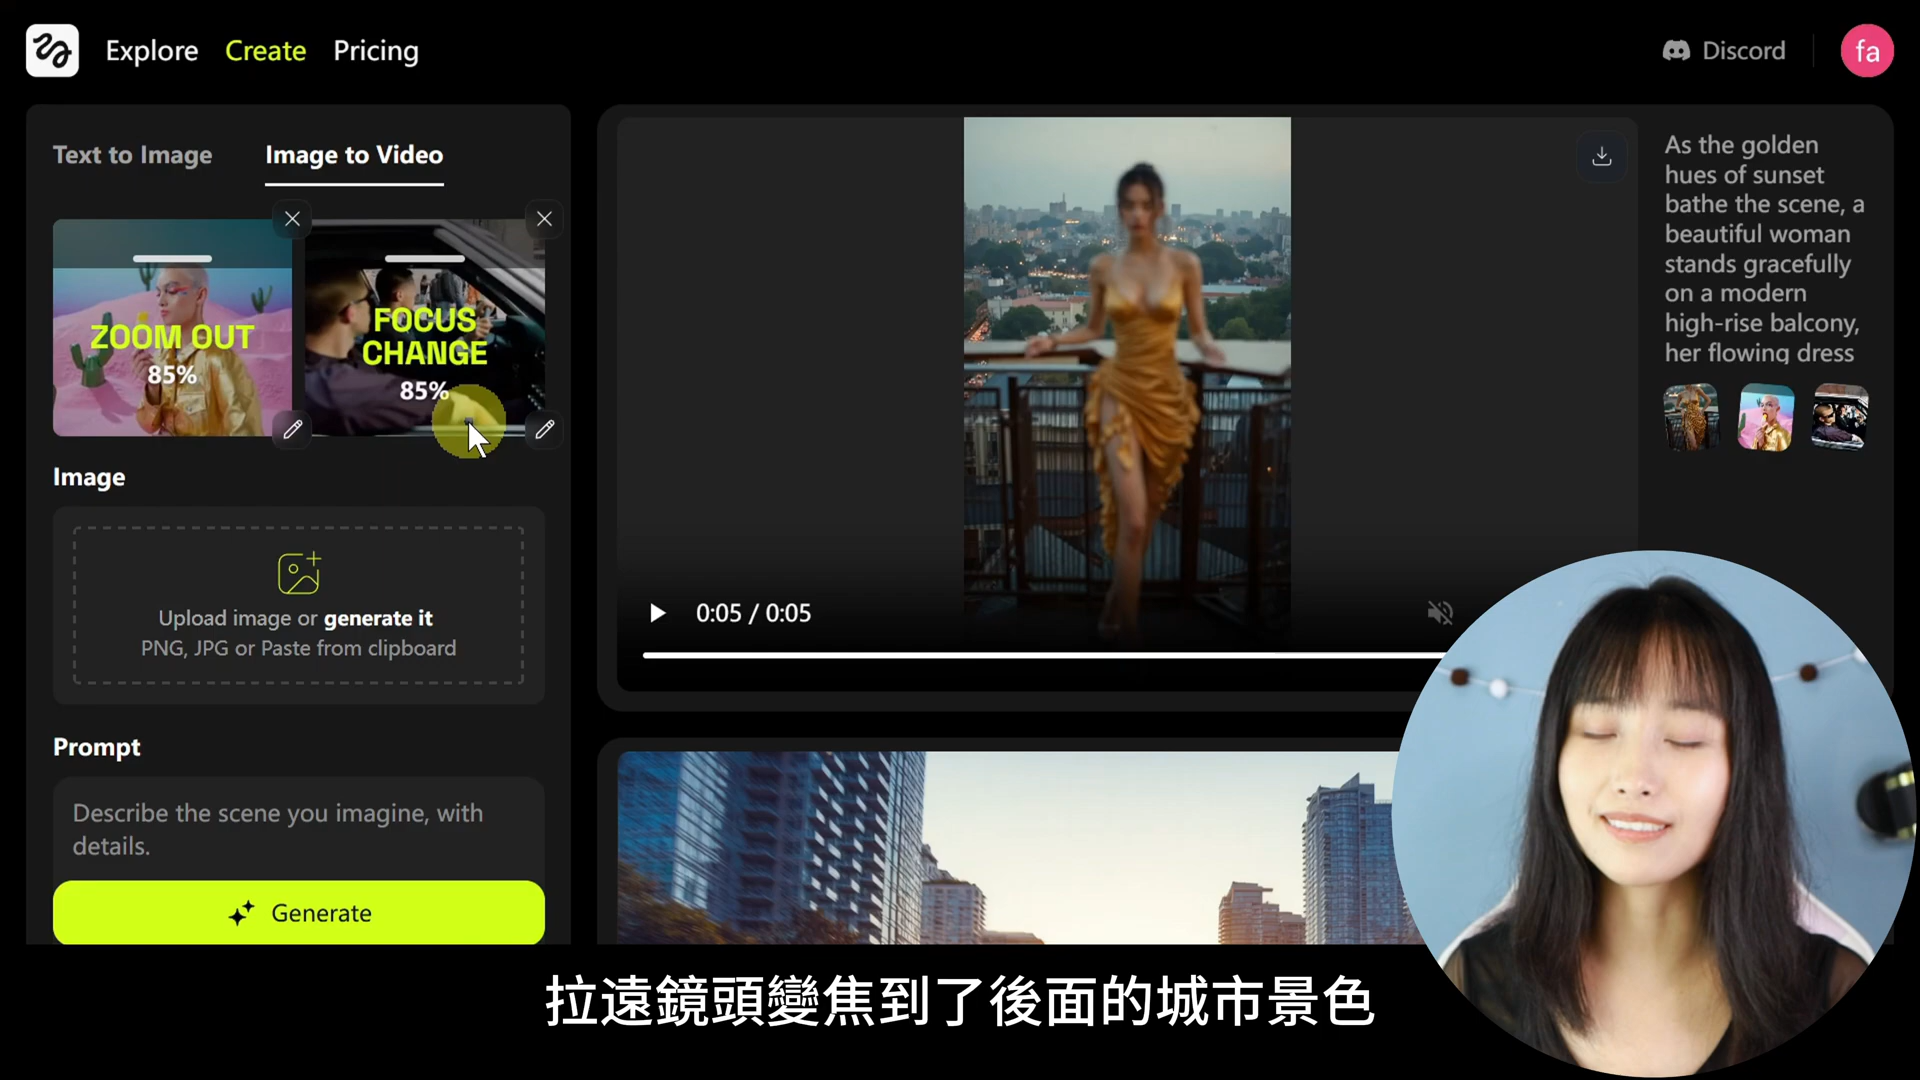 Explore
Create
Pricing
Discord
fa
Text to Image
Image to Video
ZOOM OUT
85%
FOCUS
CHANGE
85%
Image
Upload image or generate it
PNG, JPG or Paste from clipboard
Prompt
Describe the scene you imagine, with
details.
Generate
0:05 / 0:05
As the golden
hues of sunset
bathe the scene, a
beautiful woman
stands gracefully
on a modern
high-rise balcony,
her flowing dress
拉遠鏡頭變焦到了後面的城市景色